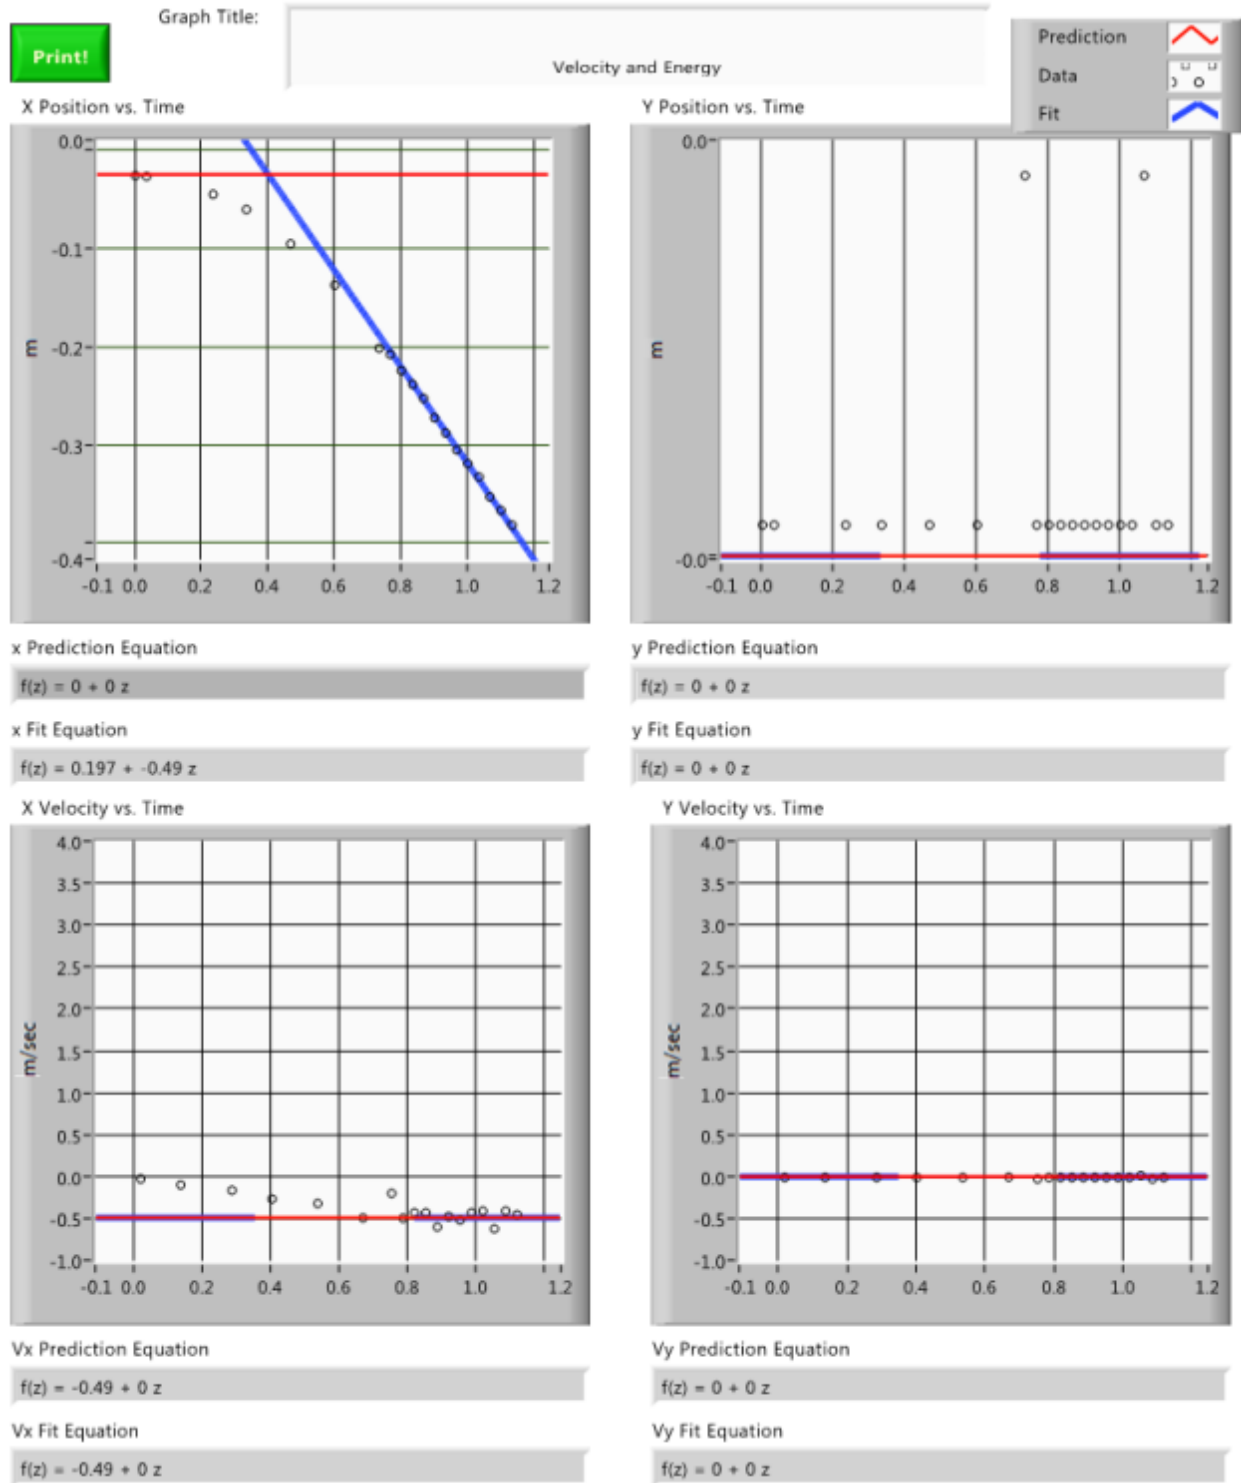 Graph Title:
Print!
Velocity and Energy
Prediction
Data
Fit
X Position vs. Time
0.0
-0.1
-0.2
-0.3
-0.4
m
-0.1 0.0 0.2 0.4 0.6 0.8 1.0 1.2
Y Position vs. Time
0.0
-0.0
m
-0.1 0.0 0.2 0.4 0.6 0.8 1.0 1.2
x Prediction Equation
f(z) = 0 + 0 z
y Prediction Equation
f(z) = 0 + 0 z
x Fit Equation
f(z) = 0.197 + -0.49 z
y Fit Equation
f(z) = 0 + 0 z
X Velocity vs. Time
4.0
3.5
3.0
2.5
2.0
1.5
1.0
0.5
0.0
-0.5
-1.0
m/sec
-0.1 0.0 0.2 0.4 0.6 0.8 1.0 1.2
Y Velocity vs. Time
4.0
3.5
3.0
2.5
2.0
1.5
1.0
0.5
0.0
-0.5
-1.0
m/sec
-0.1 0.0 0.2 0.4 0.6 0.8 1.0 1.2
Vx Prediction Equation
f(z) = -0.49 + 0 z
Vy Prediction Equation
f(z) = 0 + 0 z
Vx Fit Equation
f(z) = -0.49 + 0 z
Vy Fit Equation
f(z) = 0 + 0 z